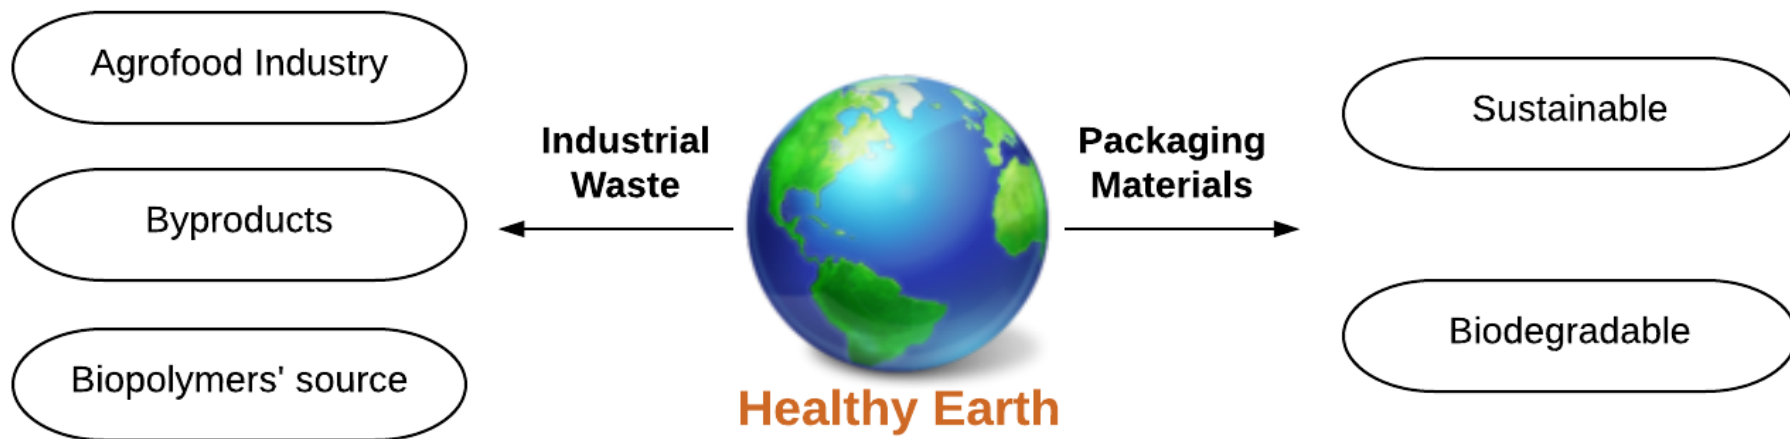 Agrofood Industry
Byproducts
Biopolymers' source
Industrial
Waste
Healthy Earth
Packaging
Materials
Sustainable
Biodegradable